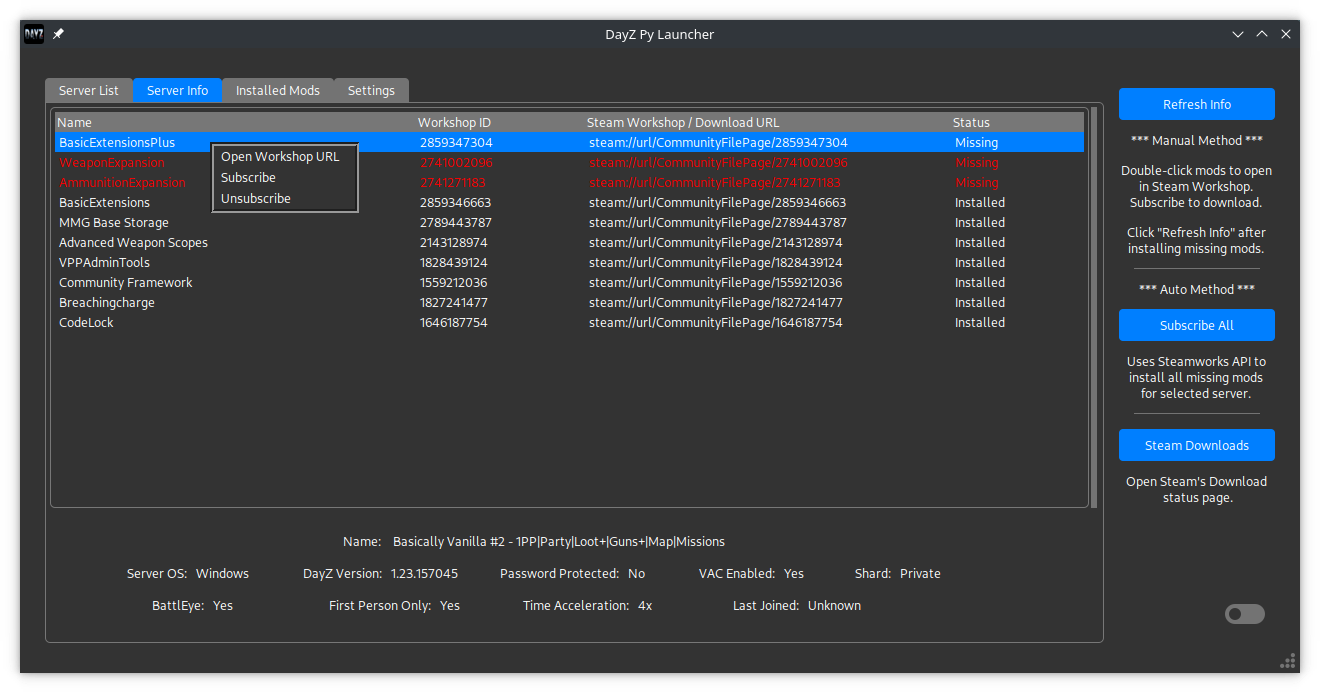 DAYZ
DayZ Py Launcher
Server List Server Info Installed Mods Settings
Name Workshop ID Steam Workshop / Download URL Status
BasicExtensionsPlus 2859347304 steam://url/CommunityFilePage/2859347304 Missing
WeaponExpansion 2741002096 steam://url/CommunityFilePage/2741002096 Missing
AmmunitionExpansion 2741271183 steam://url/CommunityFilePage/2741271183 Missing
BasicExtensions 2859346663 steam://url/CommunityFilePage/2859346663 Installed
MMG Base Storage 2789443787 steam://url/CommunityFilePage/2789443787 Installed
Advanced Weapon Scopes 2143128974 steam://url/CommunityFilePage/2143128974 Installed
VPPAdminTools 1828439124 steam://url/CommunityFilePage/1828439124 Installed
Community Framework 1559212036 steam://url/CommunityFilePage/1559212036 Installed
Breachingcharge 1827241477 steam://url/CommunityFilePage/1827241477 Installed
CodeLock 1646187754 steam://url/CommunityFilePage/1646187754 Installed
Open Workshop URL
Subscribe
Unsubscribe
Name: Basically Vanilla #2 - 1PP|Party|Loot+|Guns+|Map|Missions
Server OS: Windows DayZ Version: 1.23.157045 Password Protected: No VAC Enabled: Yes Shard: Private
BattlEye: Yes First Person Only: Yes Time Acceleration: 4x Last Joined: Unknown
Refresh Info
*** Manual Method ***
Double-click mods to open
in Steam Workshop.
Subscribe to download.
Click "Refresh Info" after
installing missing mods.
*** Auto Method ***
Subscribe All
Uses Steamworks API to
install all missing mods
for selected server.
Steam Downloads
Open Steam's Download
status page.